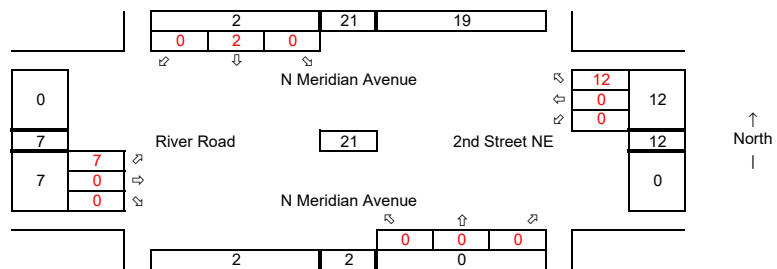 2 21 19
0 2 0
N Meridian Avenue
12
0 0 12
0
7 River Road 21 2nd Street NE 12
↑
North
|
7
7 0 0
0
N Meridian Avenue
0 0 0
2 2 0